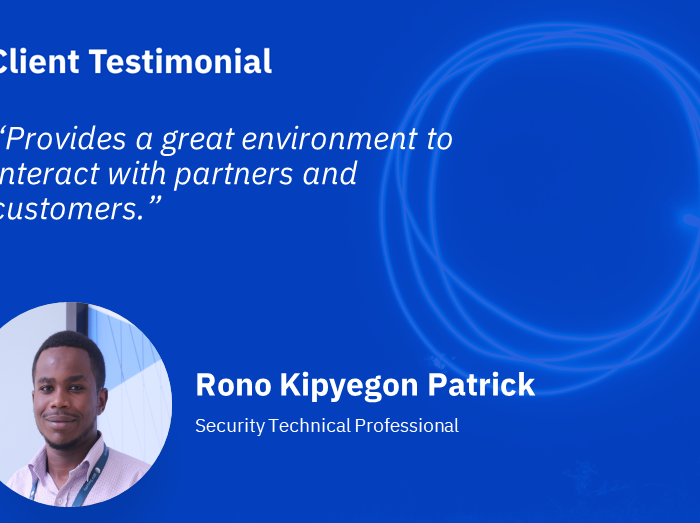 Client Testimonial
“Provides a great environment to
interact with partners and
customers.”
Rono Kipyegon Patrick
Security Technical Professional